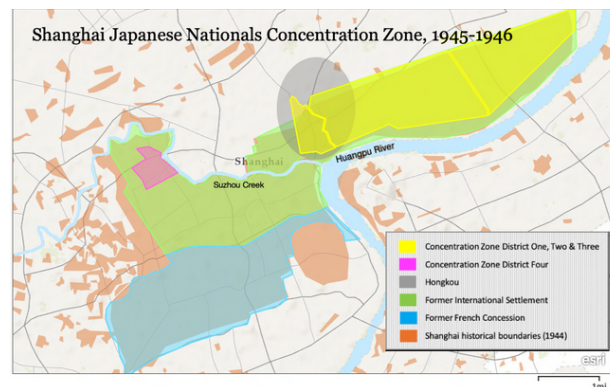 Shanghai Japanese Nationals Concentration Zone, 1945-1946
Shanghai
Huangpu River
Suzhou Creek
Concentration Zone District One, Two & Three
Concentration Zone District Four
Hongkou
Former International Settlement
Former French Concession
Shanghai historical boundaries (1944)
esri
1mi